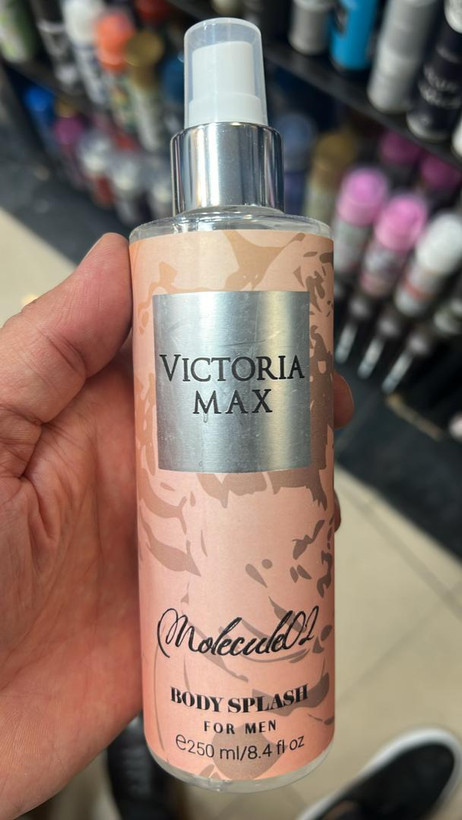 VICTORIA
MAX
Molecule02
BODY SPLASH
FOR MEN
℮250 ml/8.4 fl oz